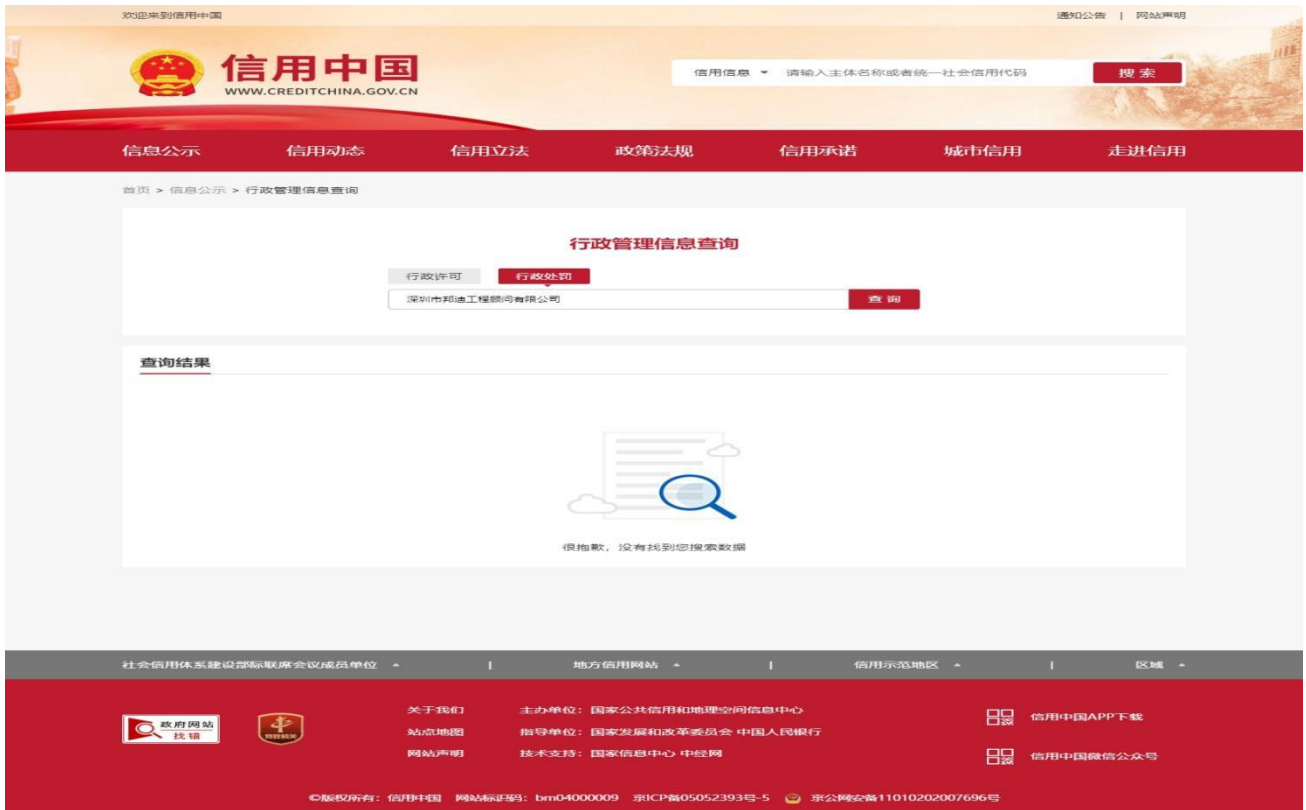 欢迎来到信用中国
通知公告 | 网站声明
信用中国
WWW.CREDITCHINA.GOV.CN
信用信息 请输入主体名称或者统一社会信用代码 搜索
信息公示 信用动态 信用立法 政策法规 信用承诺 城市信用 走进信用
首页 > 信息公示 > 行政管理信息查询
行政管理信息查询
行政许可 行政处罚
深圳市邦迪工程顾问有限公司 查询
查询结果
很抱歉，没有找到您搜索数据
社会信用体系建设部际联席会议成员单位 | 地方信用网站 | 信用示范地区 | 区域
政府网站
找错
党政机关
关于我们 主办单位：国家公共信用和地理空间信息中心
站点地图 指导单位：国家发展和改革委员会 中国人民银行
网站声明 技术支持：国家信息中心 中经网
信用中国APP下载
信用中国微信公众号
©版权所有：信用中国 网站标识码：bm04000009 京ICP备05052393号-5 京公网安备11010202007696号